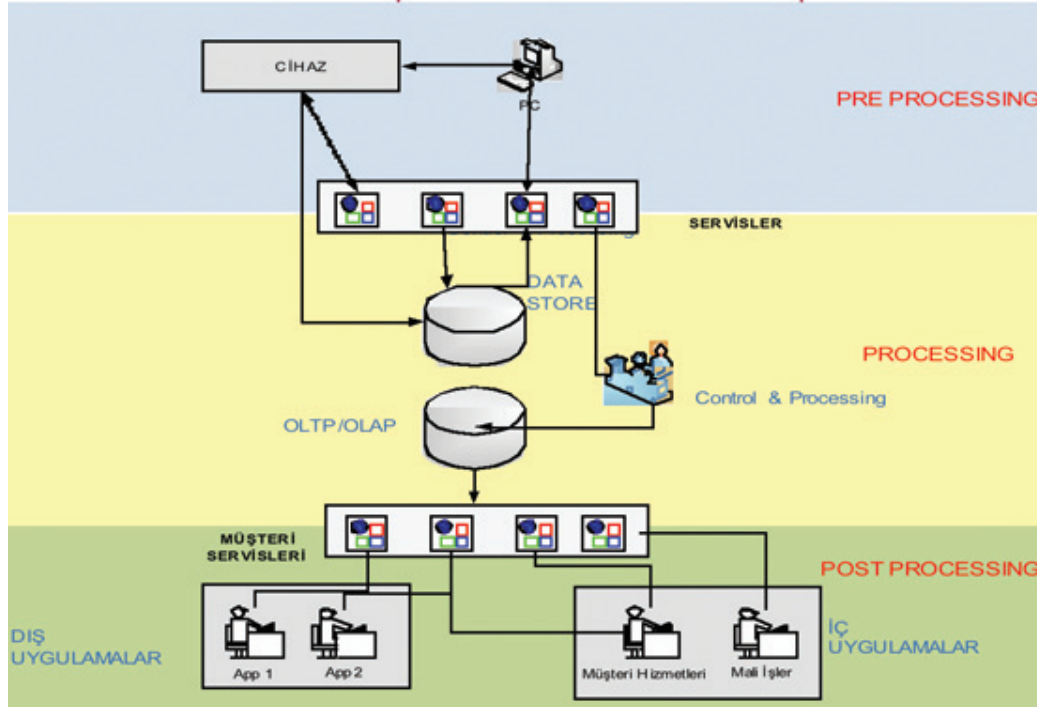 CİHAZ
PC
PRE PROCESSING
SERVİSLER
DATA
STORE
PROCESSING
Control & Processing
OLTP/OLAP
MÜŞTERİ
SERVİSLERİ
POST PROCESSING
DIŞ
UYGULAMALAR
App 1
App 2
Müşteri Hizmetleri
Mali İşler
İÇ
UYGULAMALAR